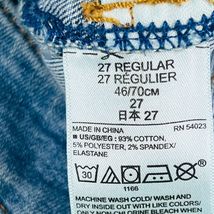 27 REGULAR
27 RÉGULIER
46/70CM
27
日本 27
MADE IN CHINA RN 54023
■ US/GB/EG: 93% COTTON,
5% POLYESTER, 2% SPANDEX/
ELASTANE
30
1166
MACHINE WASH COLD/ WASH AND
DRY INSIDE OUT WITH LIKE COLORS/